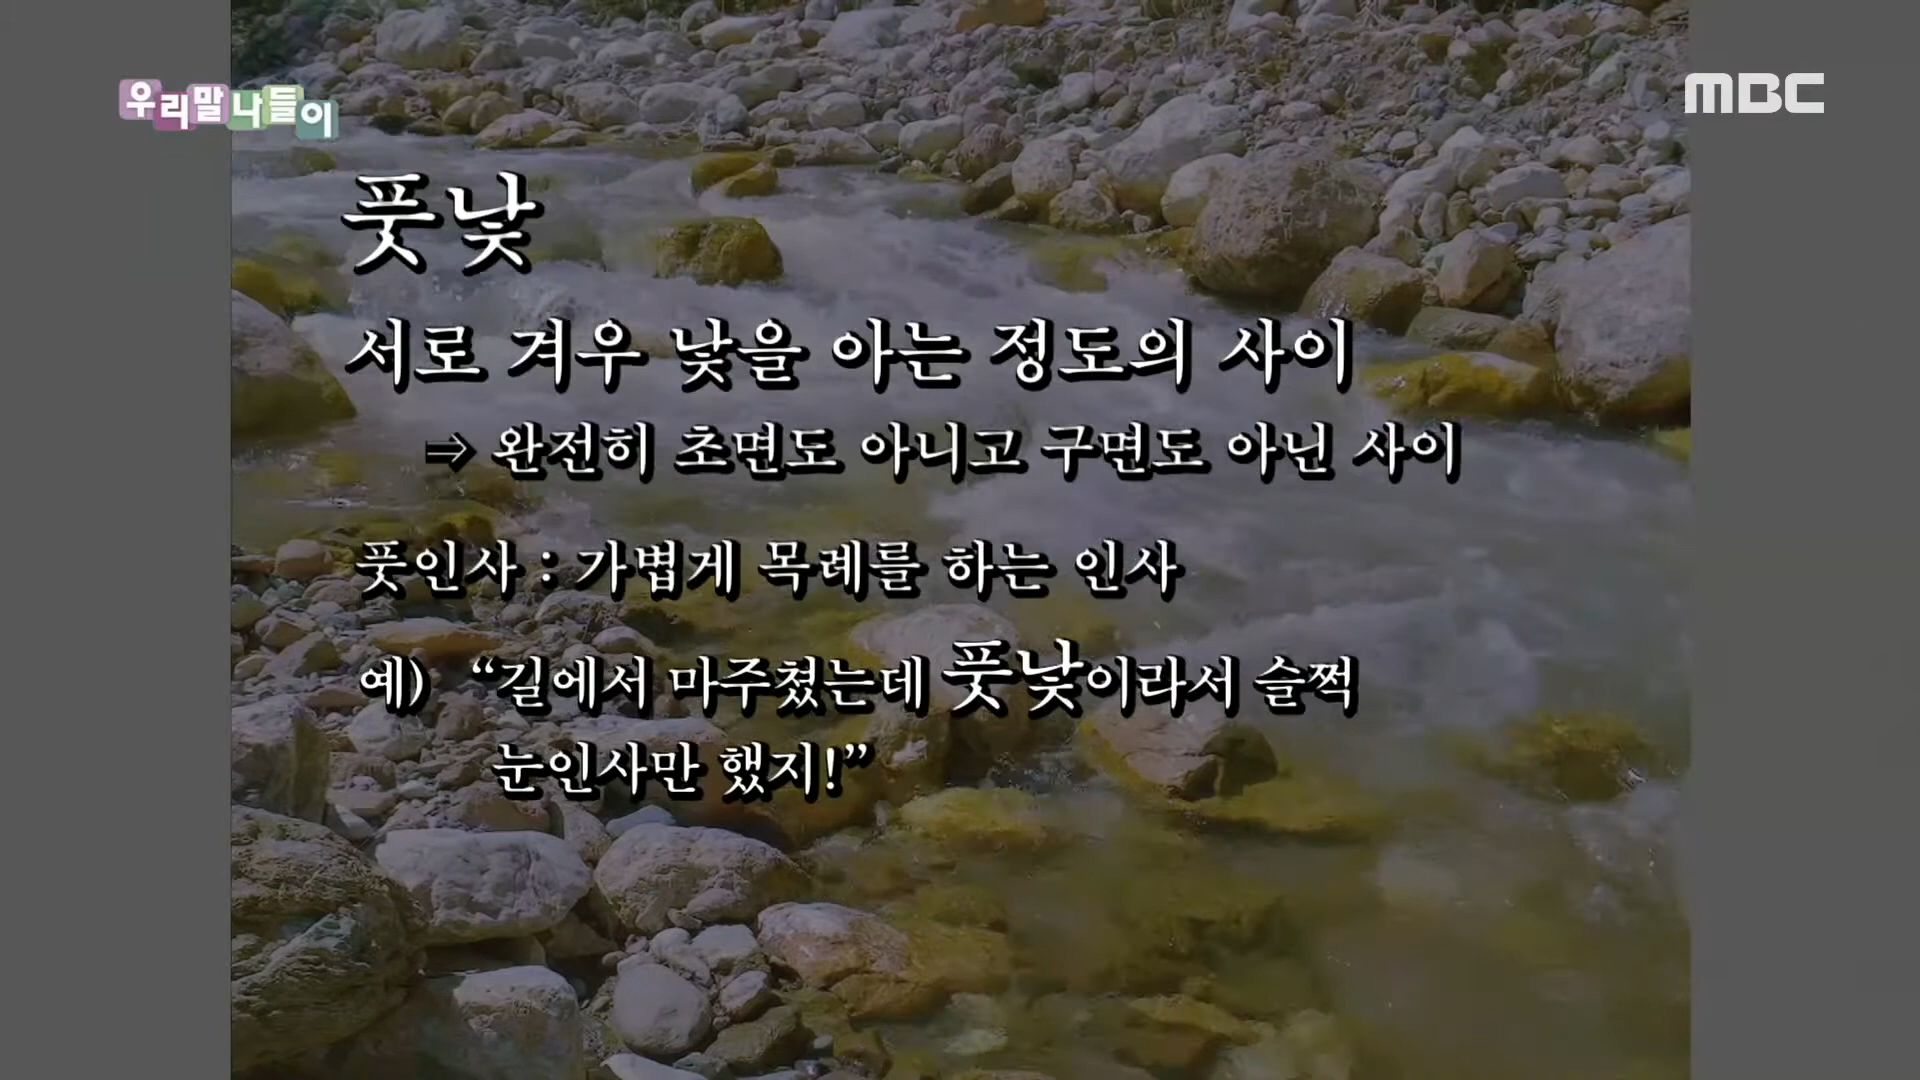 우리말 나들이
MBC
풋낯
서로 겨우 낯을 아는 정도의 사이
⇒ 완전히 초면도 아니고 구면도 아닌 사이
풋인사 : 가볍게 목례를 하는 인사
예) “길에서 마주쳤는데 풋낯이라서 슬쩍
눈인사만 했지!”